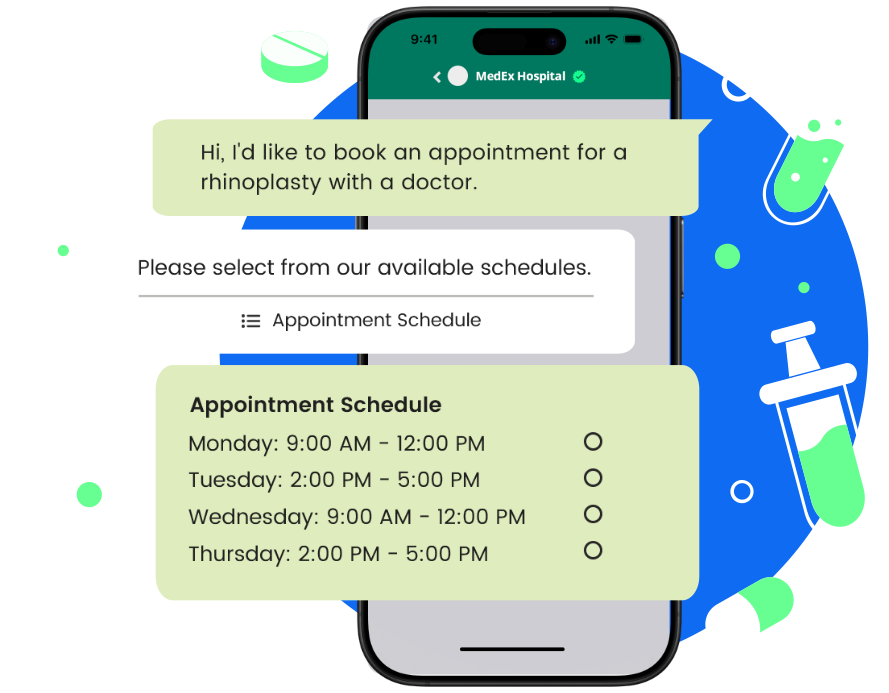 9:41
MedEx Hospital
Hi, I'd like to book an appointment for a
rhinoplasty with a doctor.
Please select from our available schedules.
Appointment Schedule
Appointment Schedule
Monday: 9:00 AM - 12:00 PM
Tuesday: 2:00 PM - 5:00 PM
Wednesday: 9:00 AM - 12:00 PM
Thursday: 2:00 PM - 5:00 PM